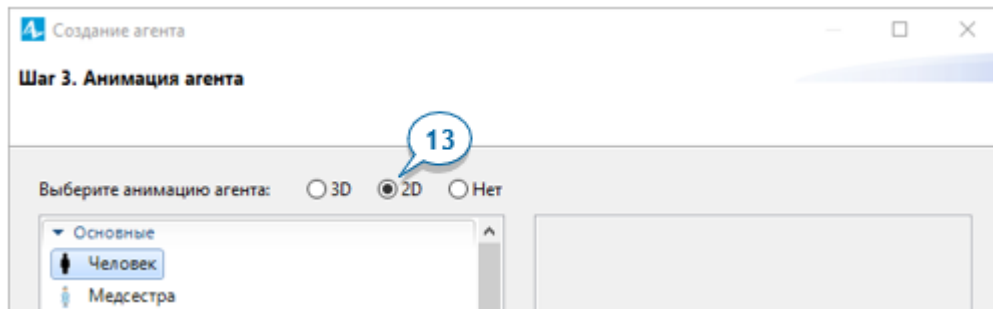 Создание агента
Шаг 3. Анимация агента
13
Выберите анимацию агента: 3D 2D Нет
Основные
Человек
Медсестра